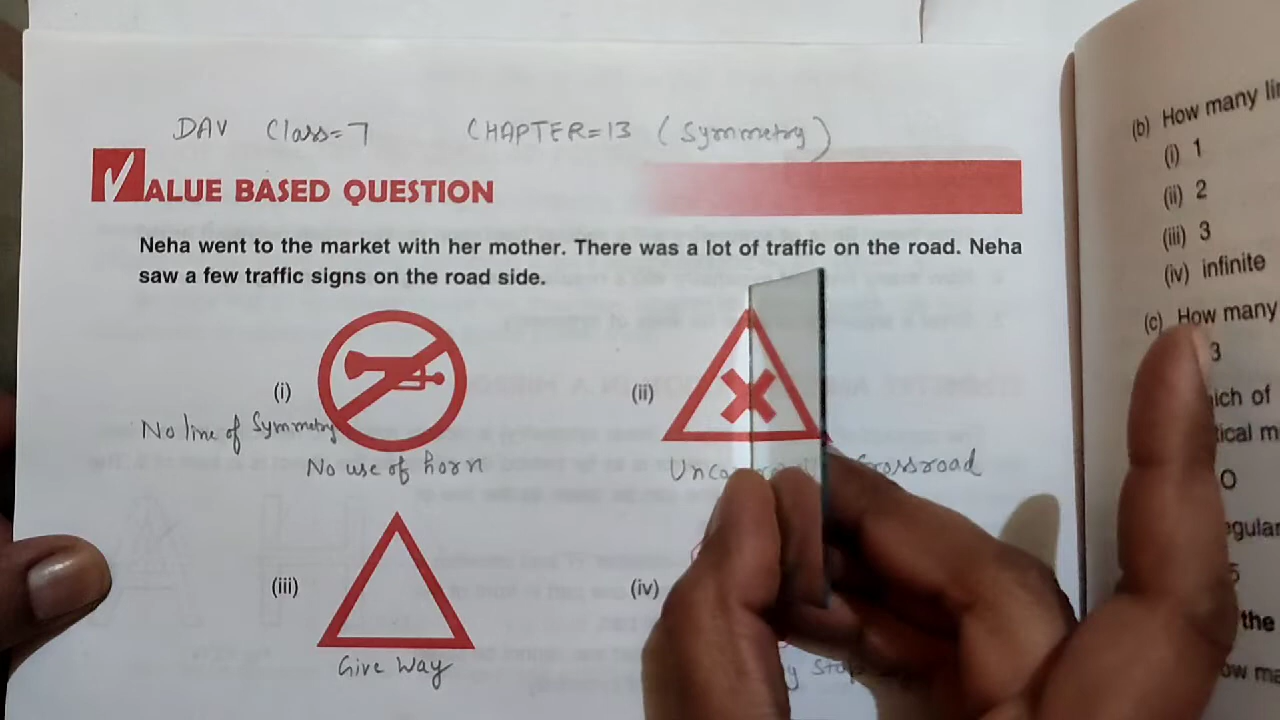 DAV Class=7 CHAPTER=13 (Symmetry)
VALUE BASED QUESTION
Neha went to the market with her mother. There was a lot of traffic on the road. Neha
saw a few traffic signs on the road side.
(i)
No line of Symmetry
No use of horn
(ii)
crossroad
(iii)
Give Way
(iv)
stop
(b) How many
(i) 1
(ii) 2
(iii) 3
(iv) infinite
(c) How many
3
of
O
5
the